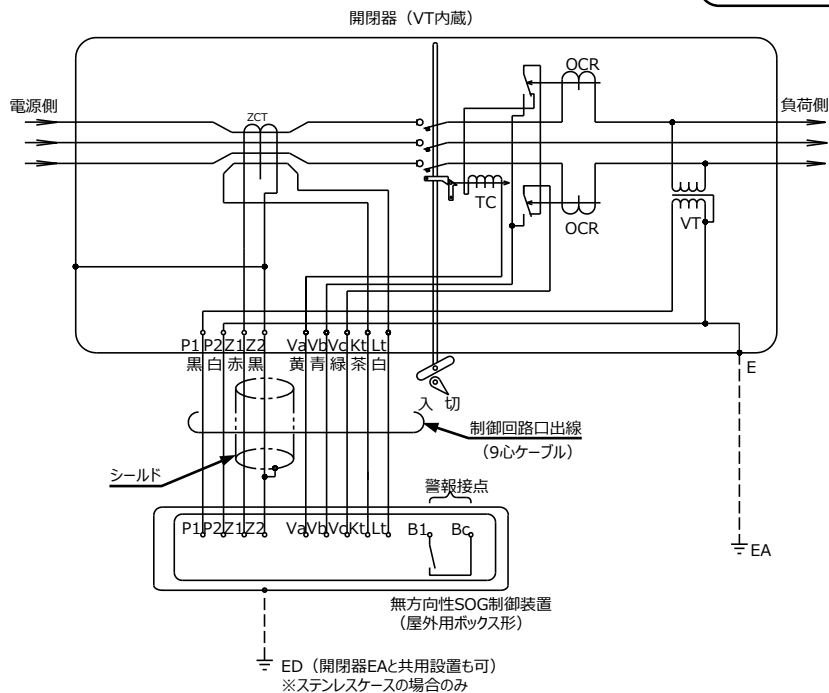 開閉器（VT内蔵）
OCR
電源側
ZCT
負荷側
TC
OCR
VT
P1 P2 Z1 Z2 Va Vb Vc Kt Lt
黒 白 赤 黒 黄 青 緑 茶 白
E
入 切
制御回路口出線
（9心ケーブル）
シールド
警報接点
P1 P2 Z1 Z2 Va Vb Vc Kt Lt B1 Bc
EA
無方向性SOG制御装置
（屋外用ボックス形）
ED（開閉器EAと共用設置も可）
※ステンレスケースの場合のみ